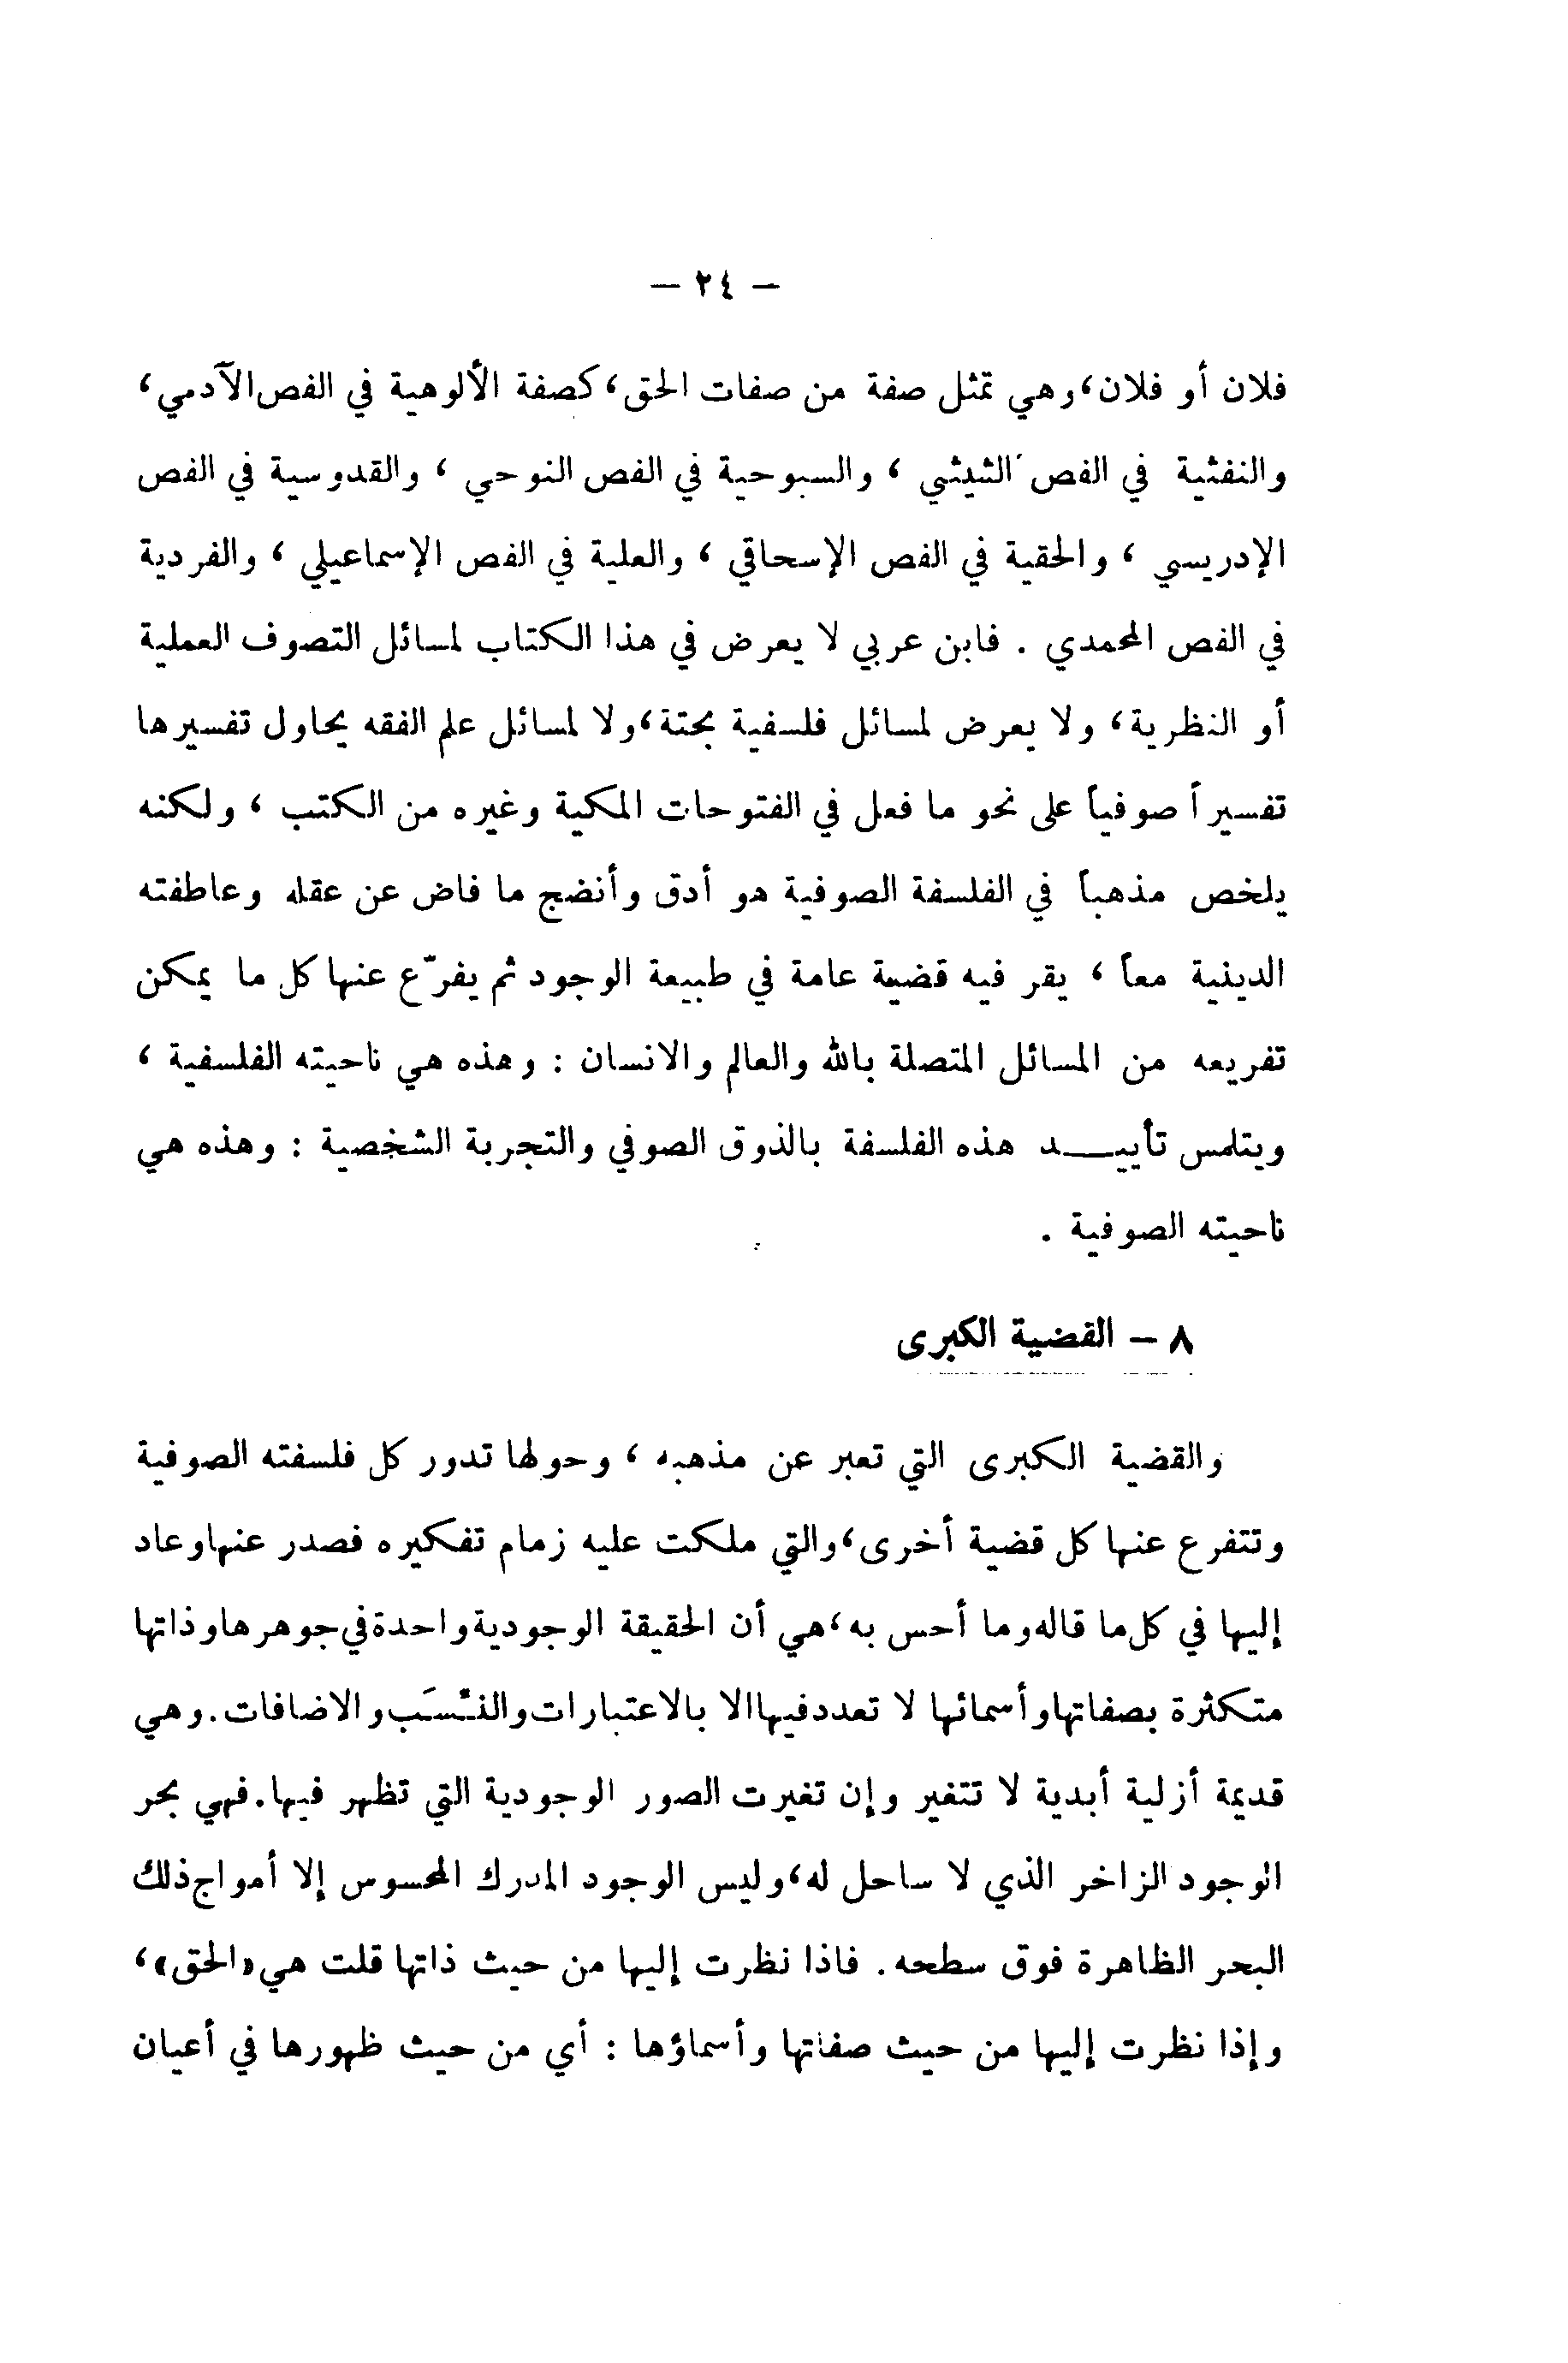 — ٢٤ —
فلان أو فلان، وهي تمثل صفة من صفات الحق، كصفة الألوهية في الفص الآدمي،
والنفثية في الفص الشيثي ، والسبوحية في الفص النوحي ، والقدوسية في الفص
الإدريسي ، والحقية في الفص الإسحاقي ، والعلية في الفص الإسماعيلي ، والفردية
في الفص المحمدي . فابن عربي لا يعرض في هذا الكتاب لمسائل التصوف العملية
أو النظرية، ولا يعرض لمسائل فلسفية بحتة، ولا لمسائل علم الفقه يحاول تفسيرها
تفسيراً صوفياً على نحو ما فعل في الفتوحات المكية وغيره من الكتب ، ولكنه
يلخص مذهباً في الفلسفة الصوفية هو أدق وأنضج ما فاض عن عقله وعاطفته
الدينية معاً ، يقر فيه قضية عامة في طبيعة الوجود ثم يفرّع عنها كل ما يمكن
تفريعه من المسائل المتصلة بالله والعالم والانسان : وهذه هي ناحيته الفلسفية ،
ويتلمس تأييـــد هذه الفلسفة بالذوق الصوفي والتجربة الشخصية : وهذه هي
ناحيته الصوفية .
٨ – القضية الكبرى
والقضية الكبرى التي تعبر عن مذهبه ، وحولها تدور كل فلسفته الصوفية
وتتفرع عنها كل قضية أخرى، والتي ملكت عليه زمام تفكيره فصدر عنها وعاد
إليها في كل ما قاله وما أحس به، هي أن الحقيقة الوجودية واحدة في جوهرها وذاتها
متكثرة بصفاتها وأسمائها لا تعدد فيها الا بالاعتبارات والنِّسَب والاضافات. وهي
قديمة أزلية أبدية لا تتغير وإن تغيرت الصور الوجودية التي تظهر فيها. فهي بحر
الوجود الزاخر الذي لا ساحل له، وليس الوجود المدرك المحسوس إلا أمواج ذلك
البحر الظاهرة فوق سطحه . فاذا نظرت إليها من حيث ذاتها قلت هي «الحق»،
وإذا نظرت إليها من حيث صفاتها وأسماؤها : أي من حيث ظهورها في أعيان